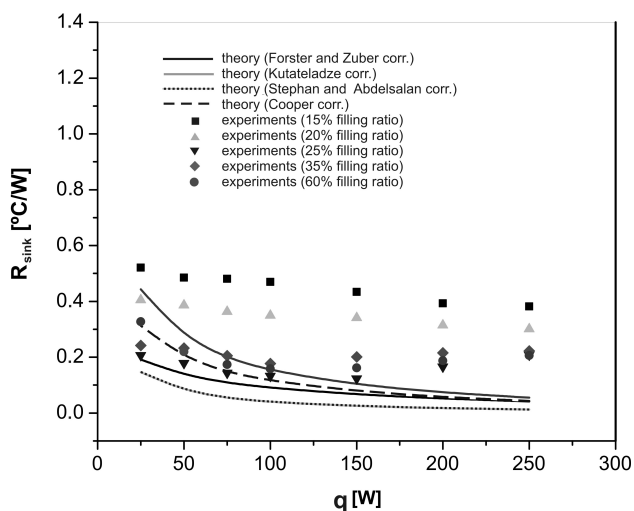 1.4
1.2
1.0
0.8
0.6
0.4
0.2
0.0
R sink [ºC/W]
theory (Forster and Zuber corr.)
theory (Kutateladze corr.)
theory (Stephan and Abdelsalan corr.)
theory (Cooper corr.)
experiments (15% filling ratio)
experiments (20% filling ratio)
experiments (25% filling ratio)
experiments (35% filling ratio)
experiments (60% filling ratio)
0 50 100 150 200 250 300
q [W]